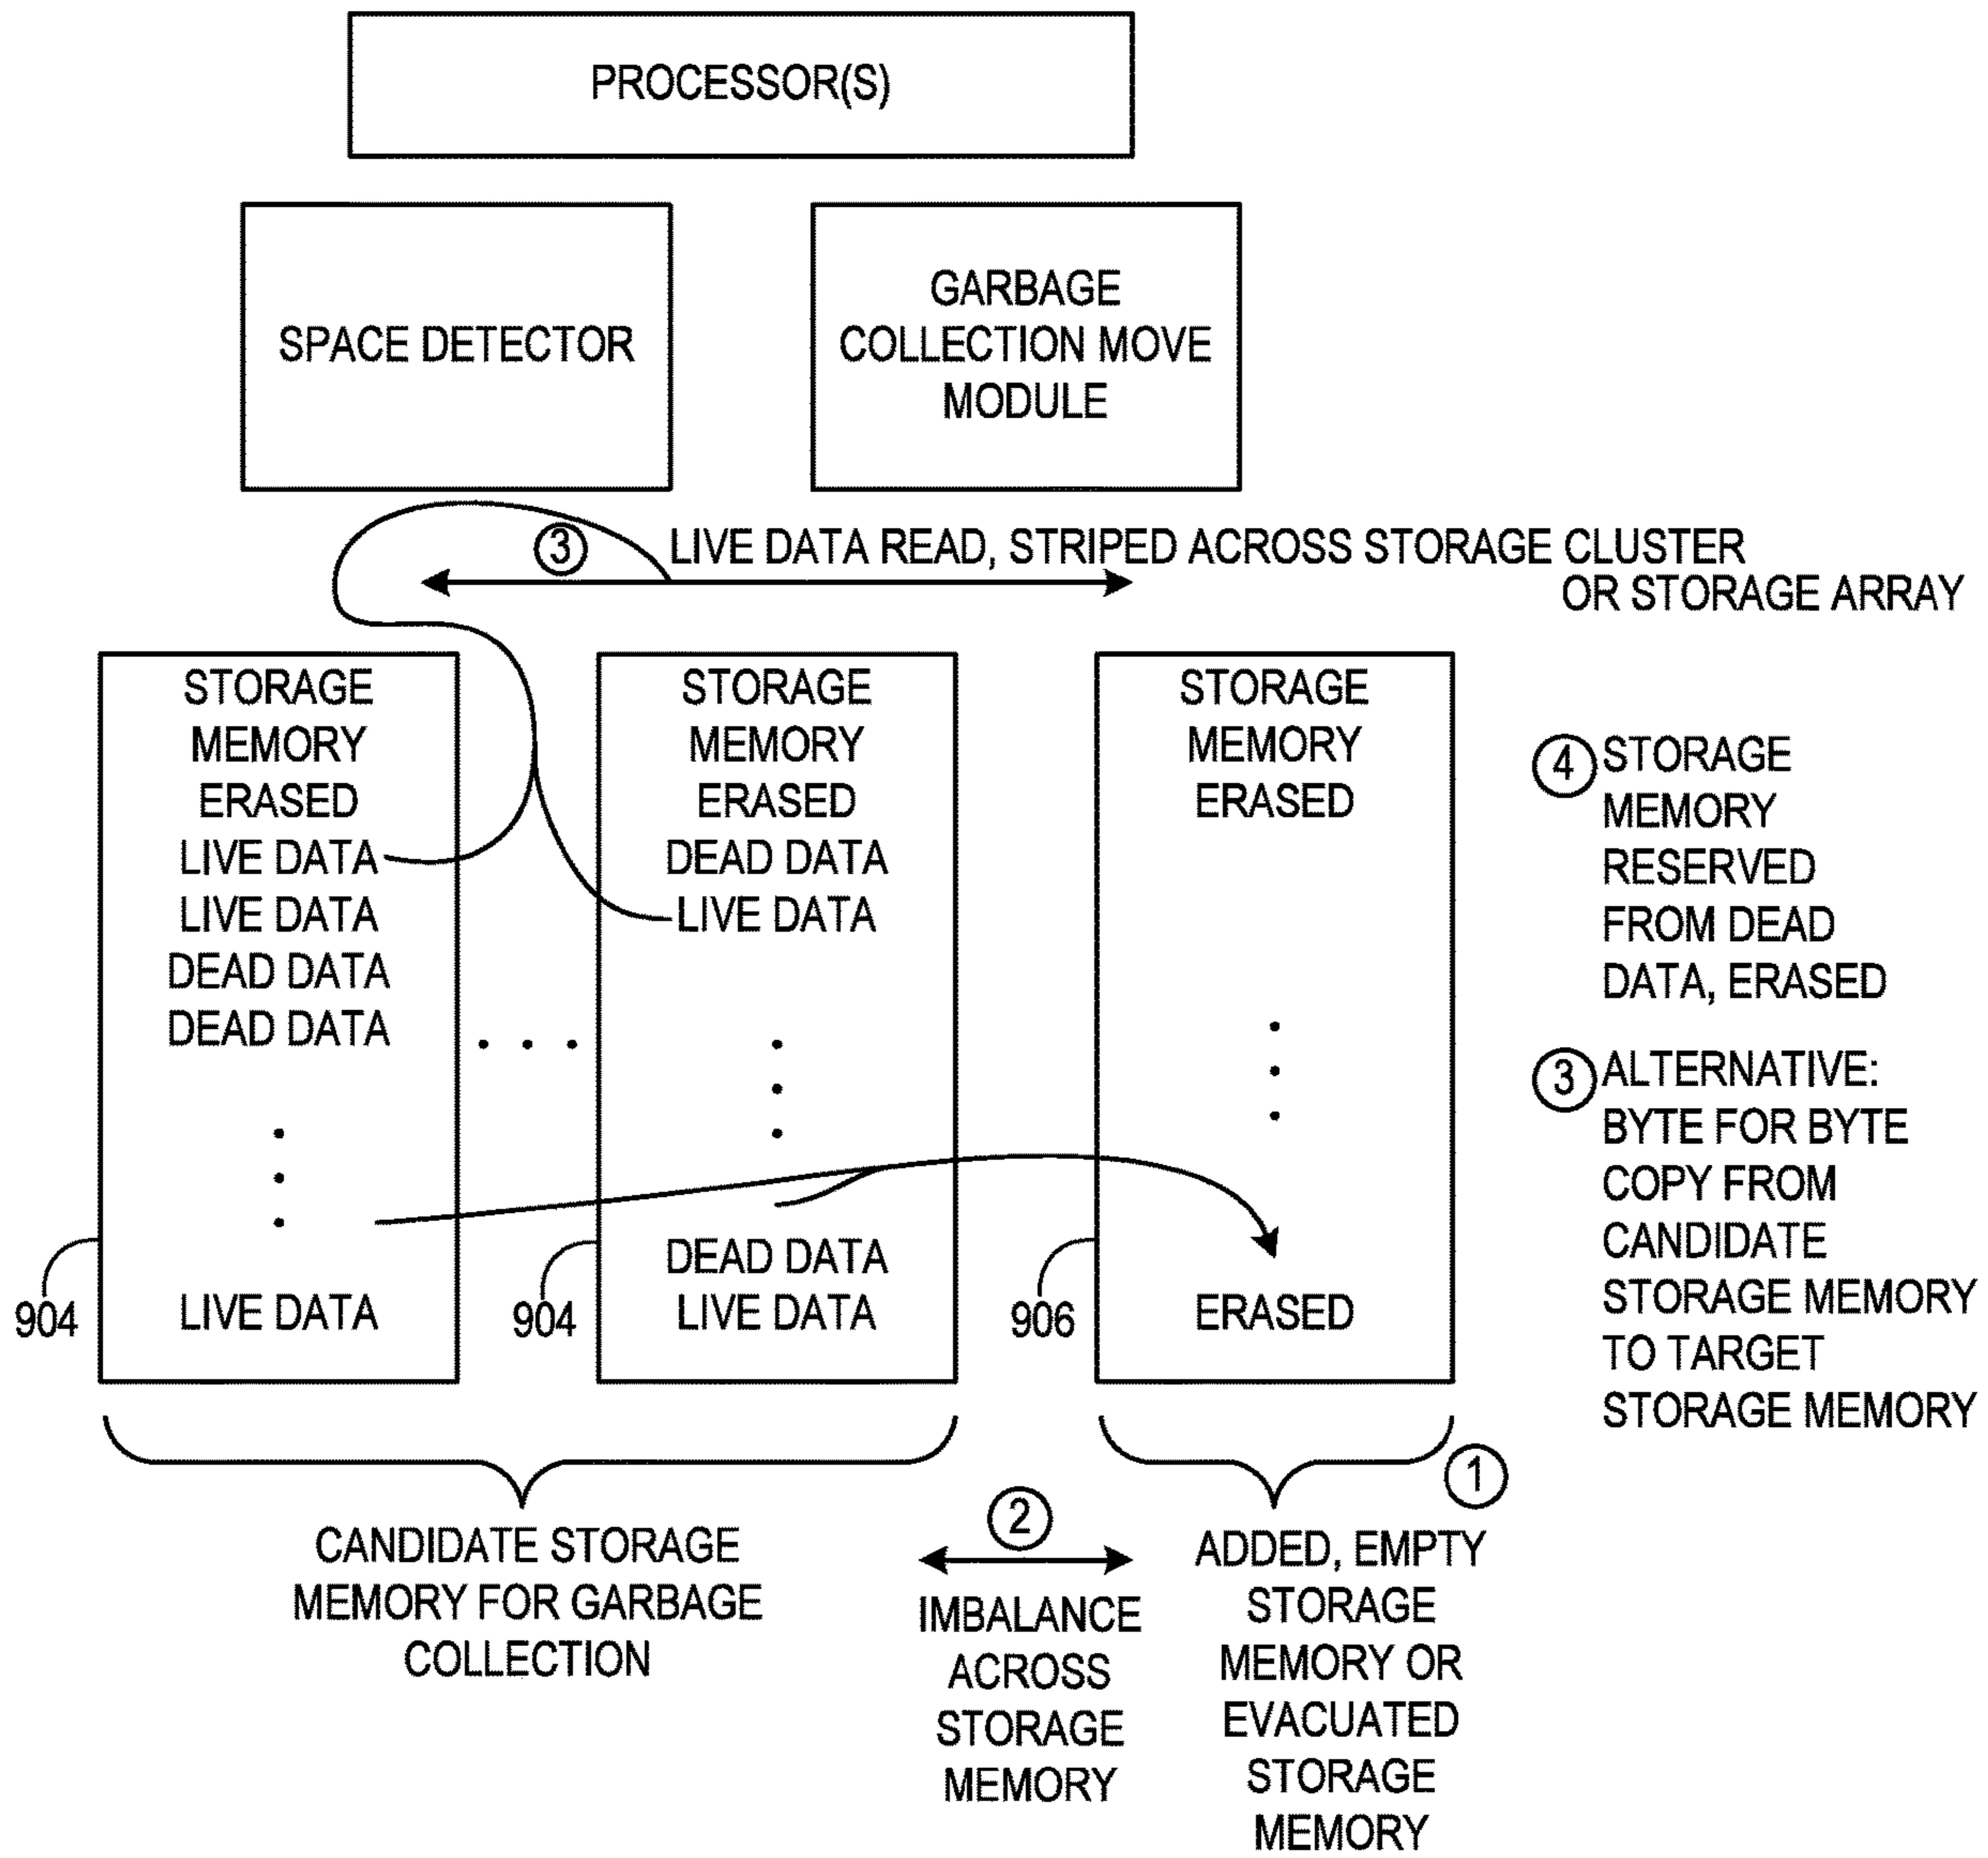 PROCESSOR(S)
SPACE DETECTOR
GARBAGE
COLLECTION MOVE
MODULE
3 LIVE DATA READ, STRIPED ACROSS STORAGE CLUSTER
OR STORAGE ARRAY
STORAGE
MEMORY
ERASED
LIVE DATA
LIVE DATA
DEAD DATA
DEAD DATA
LIVE DATA
904
STORAGE
MEMORY
ERASED
DEAD DATA
LIVE DATA
DEAD DATA
LIVE DATA
904
STORAGE
MEMORY
ERASED
ERASED
906
4 STORAGE
MEMORY
RESERVED
FROM DEAD
DATA, ERASED
3 ALTERNATIVE:
BYTE FOR BYTE
COPY FROM
CANDIDATE
STORAGE MEMORY
TO TARGET
STORAGE MEMORY
CANDIDATE STORAGE
MEMORY FOR GARBAGE
COLLECTION
2
IMBALANCE
ACROSS
STORAGE
MEMORY
1
ADDED, EMPTY
STORAGE
MEMORY OR
EVACUATED
STORAGE
MEMORY